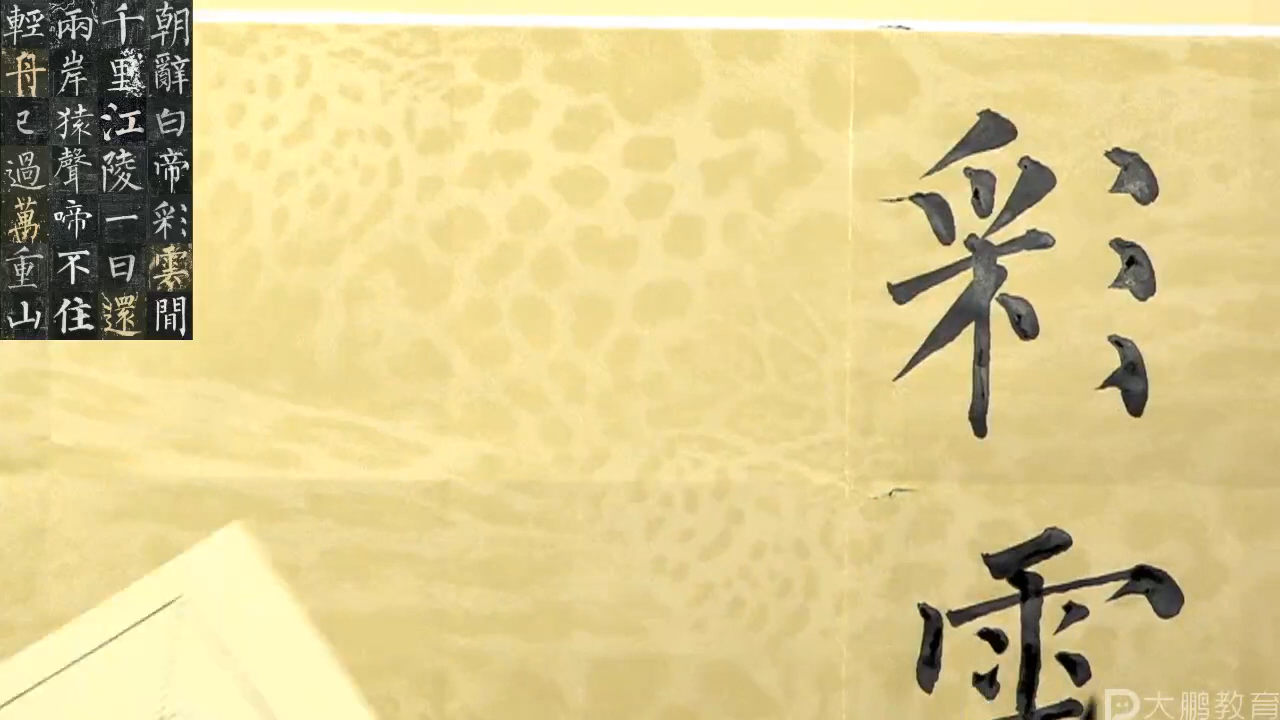 朝辭白帝彩雲間
千里江陵一日還
兩岸猿聲啼不住
輕舟已過萬重山
彩
大鵬教育